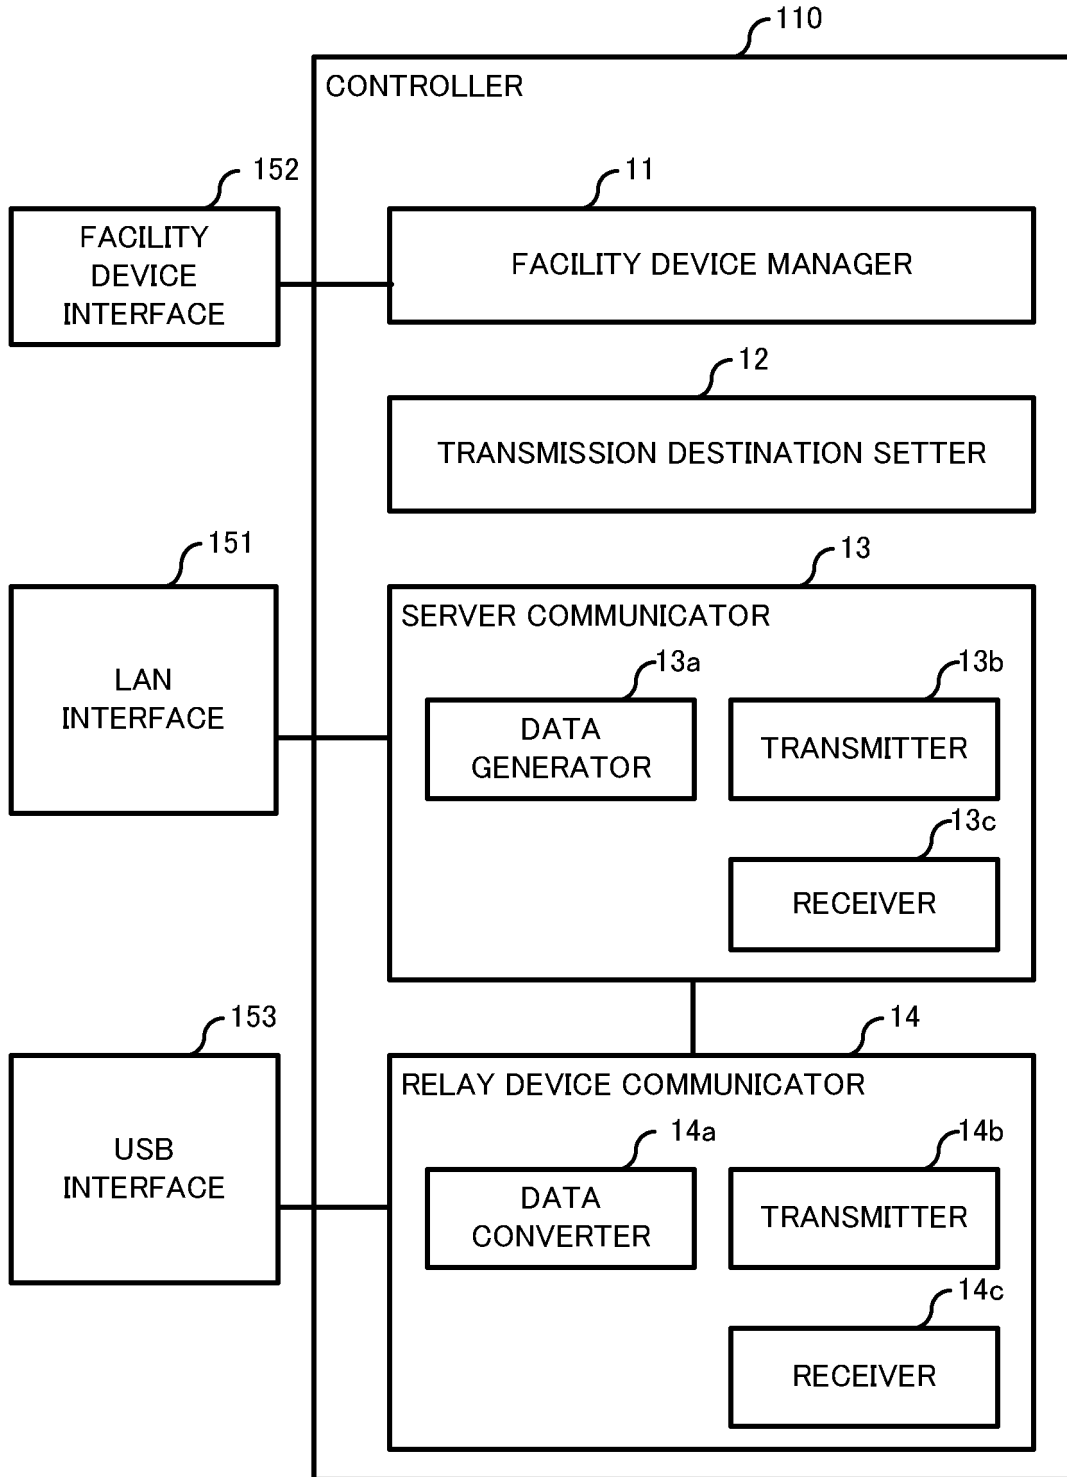 110
CONTROLLER
152
FACILITY
DEVICE
INTERFACE
11
FACILITY DEVICE MANAGER
12
TRANSMISSION DESTINATION SETTER
151
LAN
INTERFACE
13
SERVER COMMUNICATOR
13a
DATA
GENERATOR
13b
TRANSMITTER
13c
RECEIVER
153
USB
INTERFACE
14
RELAY DEVICE COMMUNICATOR
14a
DATA
CONVERTER
14b
TRANSMITTER
14c
RECEIVER